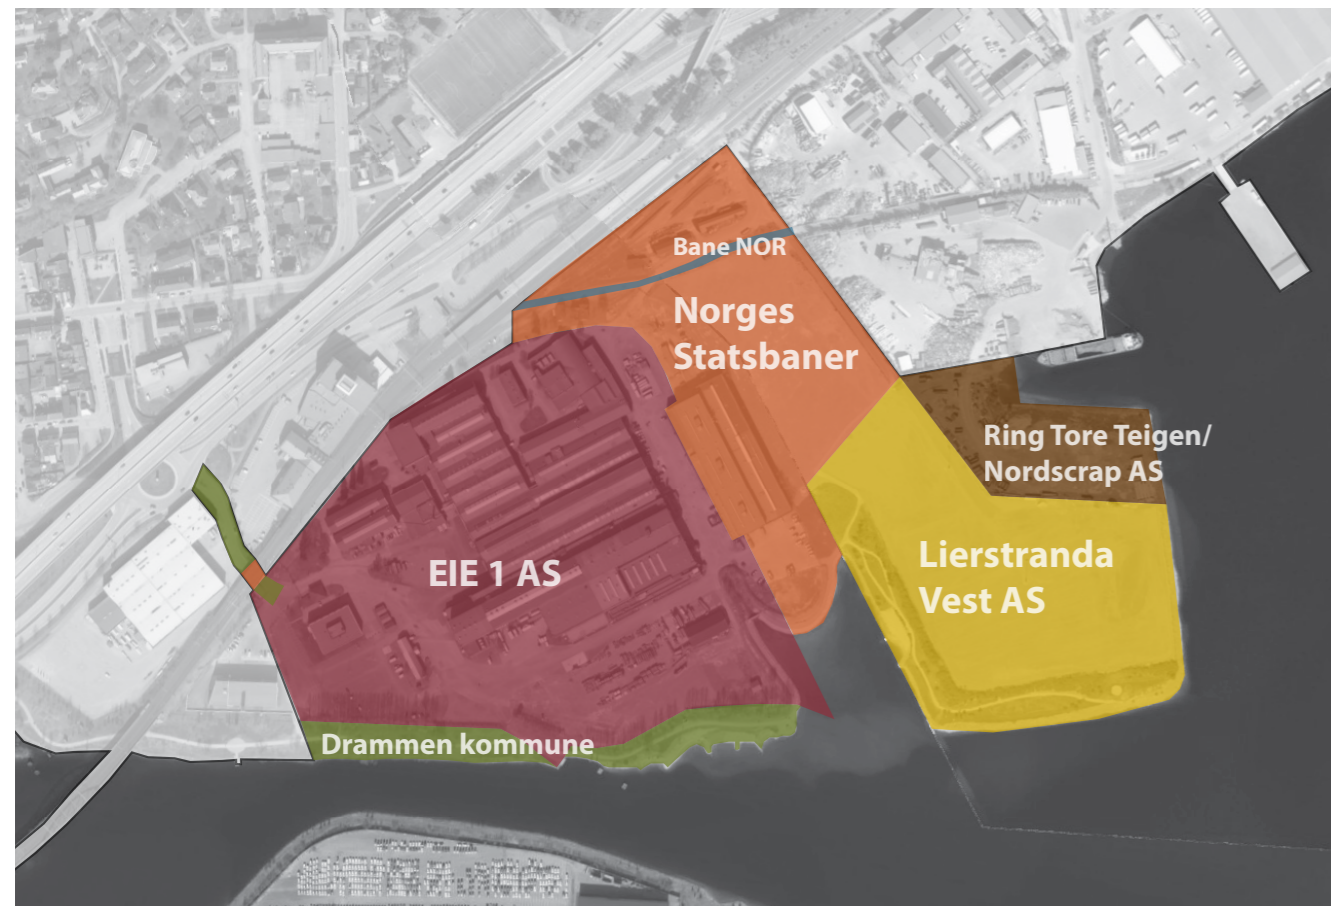 Bane NOR
Norges
Statsbaner
Ring Tore Teigen/
Nordscrap AS
Lierstranda
Vest AS
EIE 1 AS
Drammen kommune